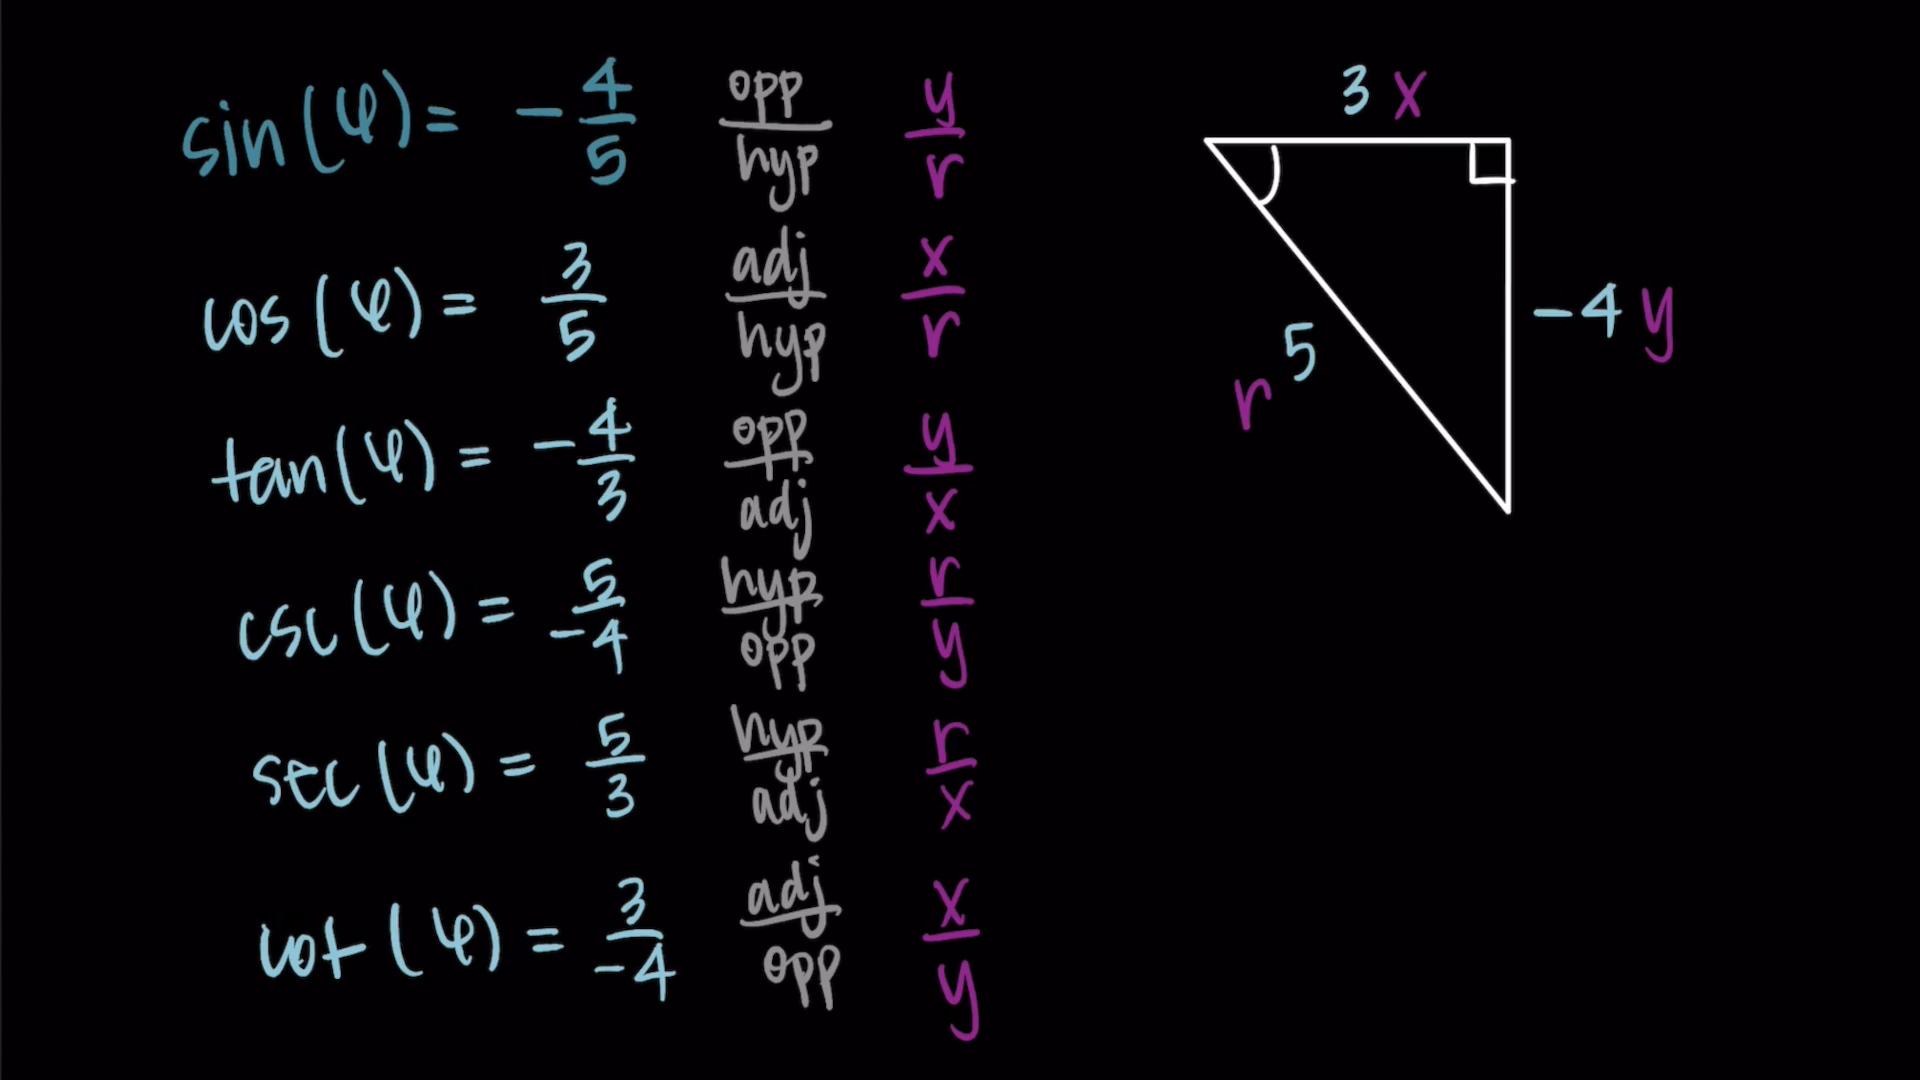 sin(φ) = -4/5 opp/hyp y/r
cos(φ) = 3/5 adj/hyp x/r
tan(φ) = -4/3 opp/adj y/x
csc(φ) = 5/-4 hyp/opp r/y
sec(φ) = 5/3 hyp/adj r/x
cot(φ) = 3/-4 adj/opp x/y
3 x
-4 y
5
r